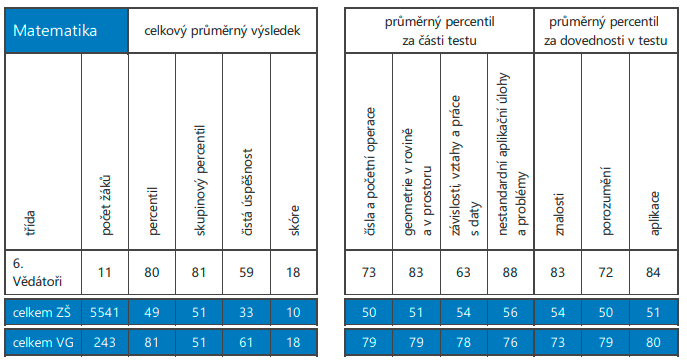 Matematika
celkový průměrný výsledek
průměrný percentil
za části testu
průměrný percentil
za dovednosti v testu
třída
počet žáků
percentil
skupinový percentil
čistá úspěšnost
skóre
čísla a početní operace
geometrie v rovině
a v prostoru
závislosti, vztahy a práce
s daty
nestandardní aplikační úlohy
a problémy
znalosti
porozumění
aplikace
6.
Vědátoři 11 80 81 59 18 73 83 63 88 83 72 84
celkem ZŠ 5541 49 51 33 10 50 51 54 56 54 50 51
celkem VG 243 81 51 61 18 79 79 78 76 73 79 80